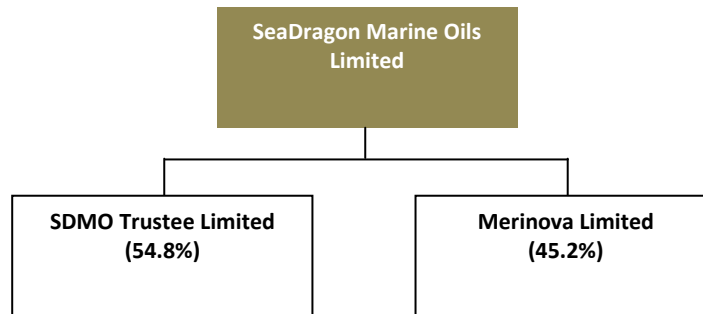 SeaDragon Marine Oils
Limited
SDMO Trustee Limited
(54.8%)
Merinova Limited
(45.2%)